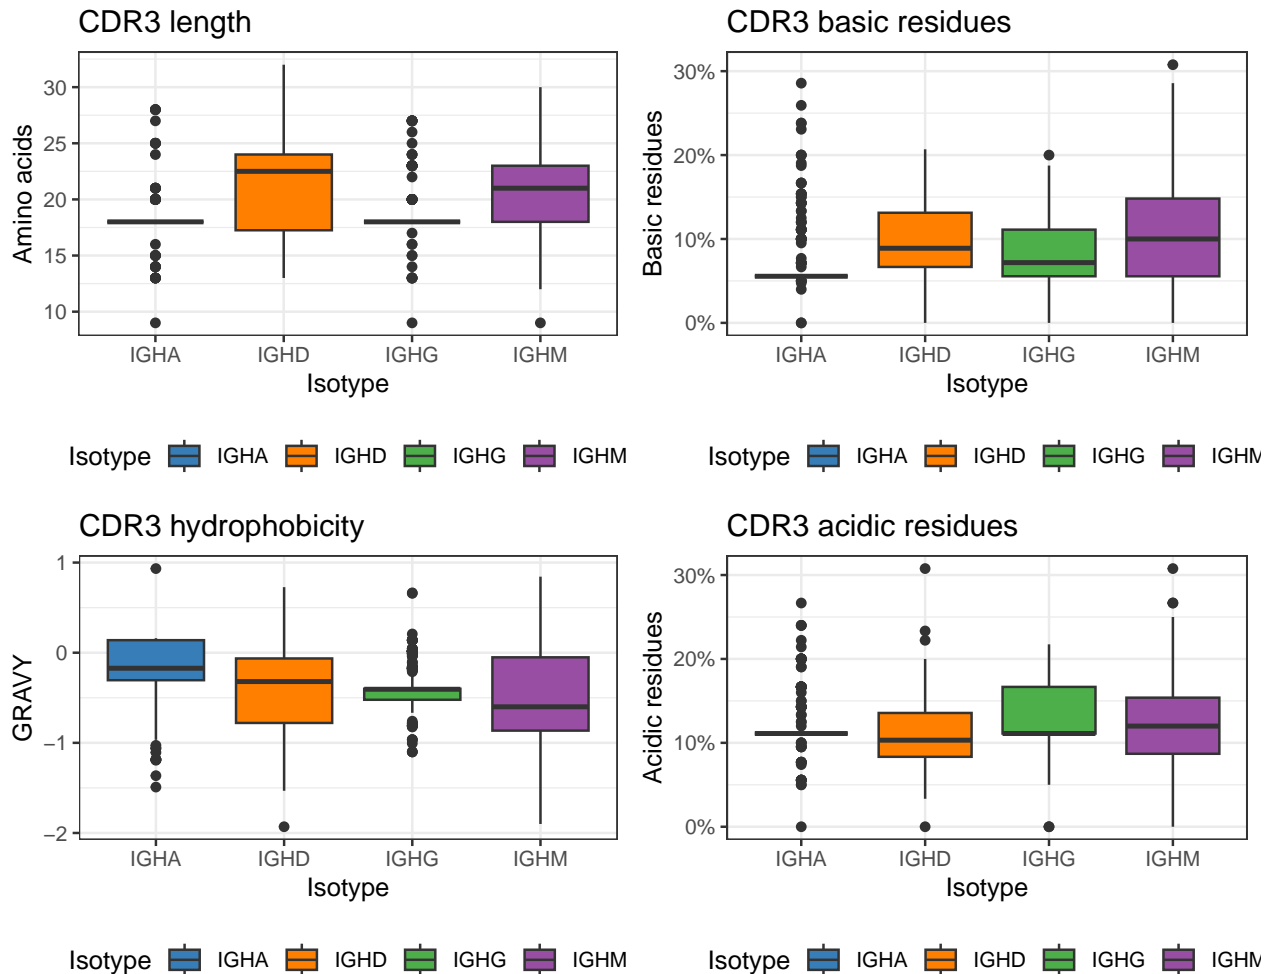 CDR3 length
Amino acids
30
25
20
15
10
IGHA IGHD IGHG IGHM
Isotype
Isotype IGHA IGHD IGHG IGHM
CDR3 basic residues
Basic residues
30%
20%
10%
0%
IGHA IGHD IGHG IGHM
Isotype
Isotype IGHA IGHD IGHG IGHM
CDR3 hydrophobicity
GRAVY
1
0
−1
−2
IGHA IGHD IGHG IGHM
Isotype
Isotype IGHA IGHD IGHG IGHM
CDR3 acidic residues
Acidic residues
30%
20%
10%
0%
IGHA IGHD IGHG IGHM
Isotype
Isotype IGHA IGHD IGHG IGHM